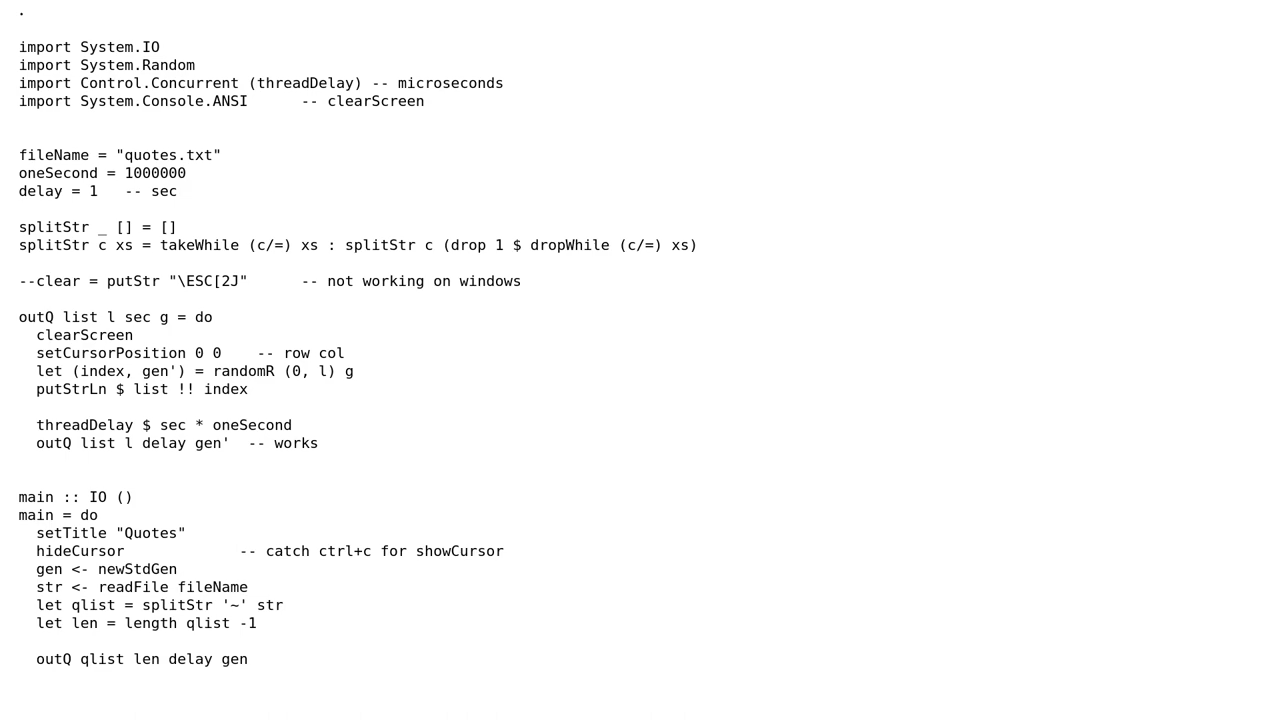 .
import System.IO
import System.Random
import Control.Concurrent (threadDelay) -- microseconds
import System.Console.ANSI      -- clearScreen
fileName = "quotes.txt"
oneSecond = 1000000
delay = 1   -- sec
splitStr _ [] = []
splitStr c xs = takeWhile (c/=) xs : splitStr c (drop 1 $ dropWhile (c/=) xs)
--clear = putStr "\ESC[2J"      -- not working on windows
outQ list l sec g = do
  clearScreen
  setCursorPosition 0 0    -- row col
  let (index, gen') = randomR (0, l) g
  putStrLn $ list !! index
  threadDelay $ sec * oneSecond
  outQ list l delay gen'  -- works
main :: IO ()
main = do
  setTitle "Quotes"
  hideCursor             -- catch ctrl+c for showCursor
  gen <- newStdGen
  str <- readFile fileName
  let qlist = splitStr '~' str
  let len = length qlist -1
  outQ qlist len delay gen